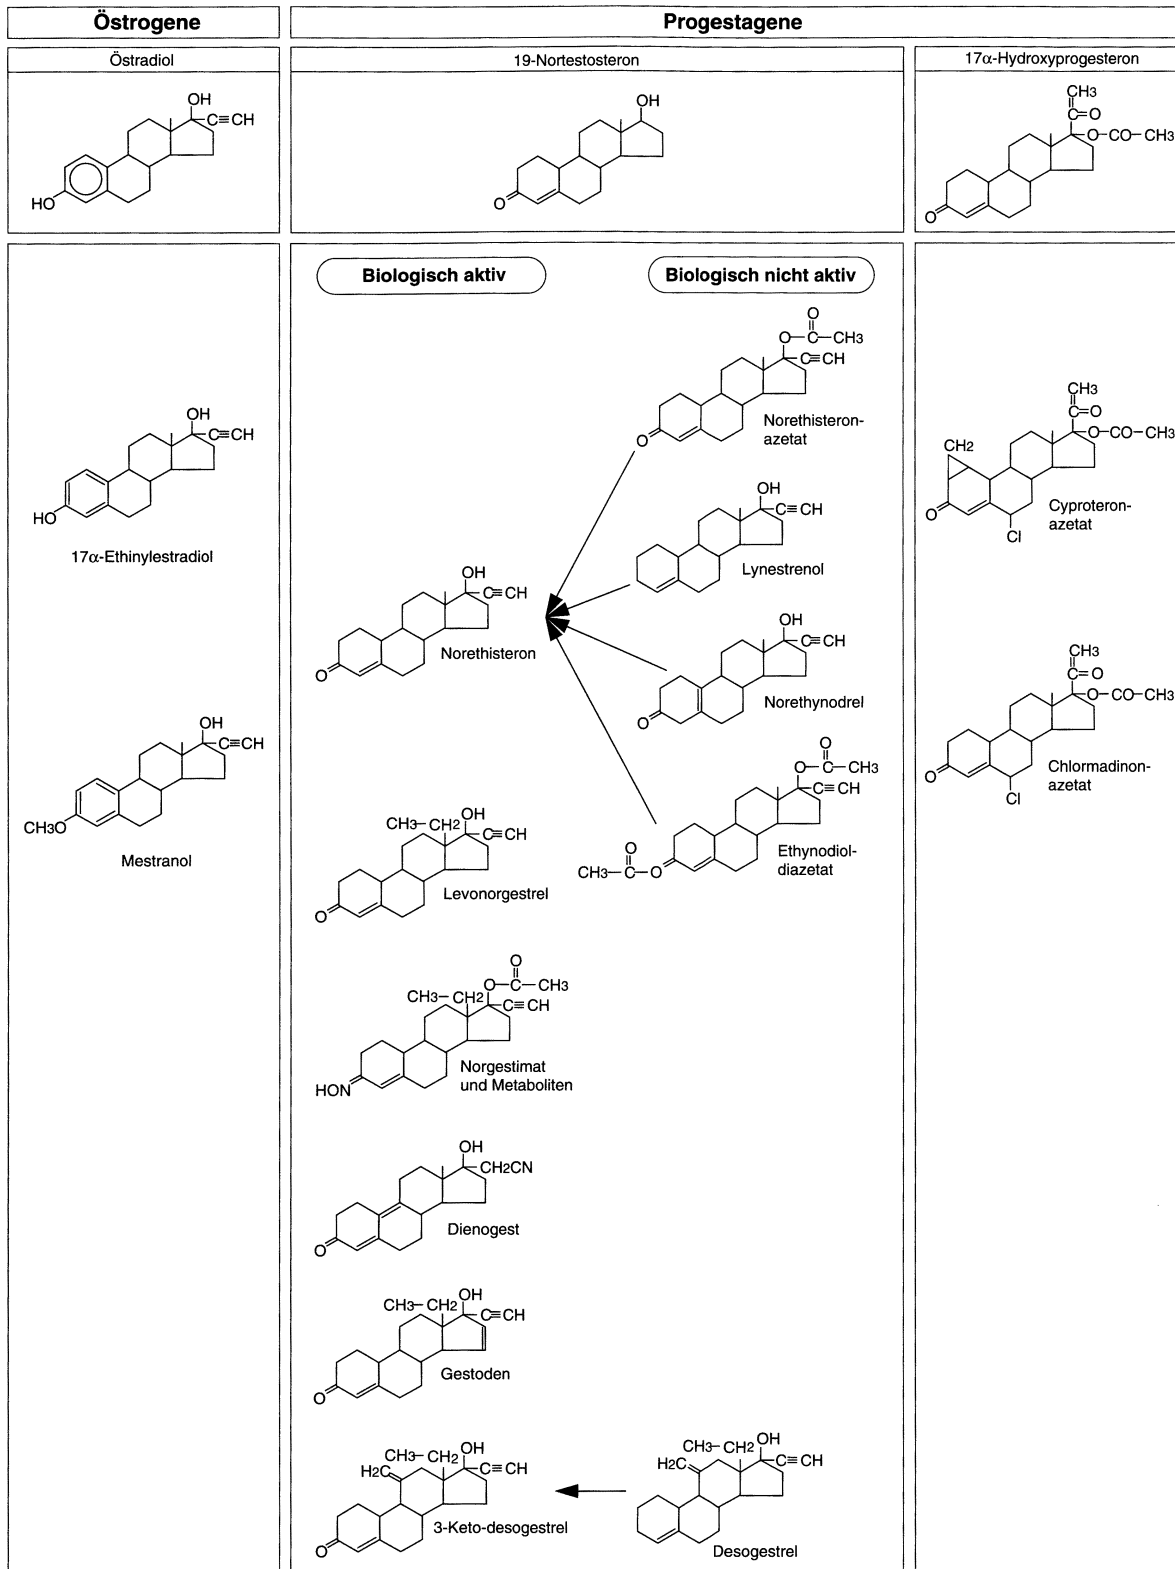 Östrogene
Progestagene
Östradiol
19-Nortestosteron
17α-Hydroxyprogesteron
OH
C≡CH
HO
OH
O
CH3
C=O
O–CO–CH3
O
Biologisch aktiv
Biologisch nicht aktiv
O
O–C–CH3
C≡CH
O
Norethisteron-
azetat
OH
C≡CH
HO
17α-Ethinylestradiol
CH3
C=O
O–CO–CH3
CH2
O
Cl
Cyproteron-
azetat
OH
C≡CH
Lynestrenol
OH
C≡CH
O
Norethisteron
OH
C≡CH
O
Norethynodrel
CH3
C=O
O–CO–CH3
O
Cl
Chlormadinon-
azetat
OH
C≡CH
CH3O
Mestranol
O
O–C–CH3
C≡CH
O
CH3–C–O
Ethynodiol-
diazetat
OH
CH3–CH2
C≡CH
O
Levonorgestrel
O
O–C–CH3
CH3–CH2
C≡CH
HON
Norgestimat
und Metaboliten
OH
CH2CN
O
Dienogest
OH
CH3–CH2
C≡CH
O
Gestoden
OH
CH3–CH2
H2C
C≡CH
O
3-Keto-desogestrel
OH
CH3–CH2
H2C
C≡CH
Desogestrel